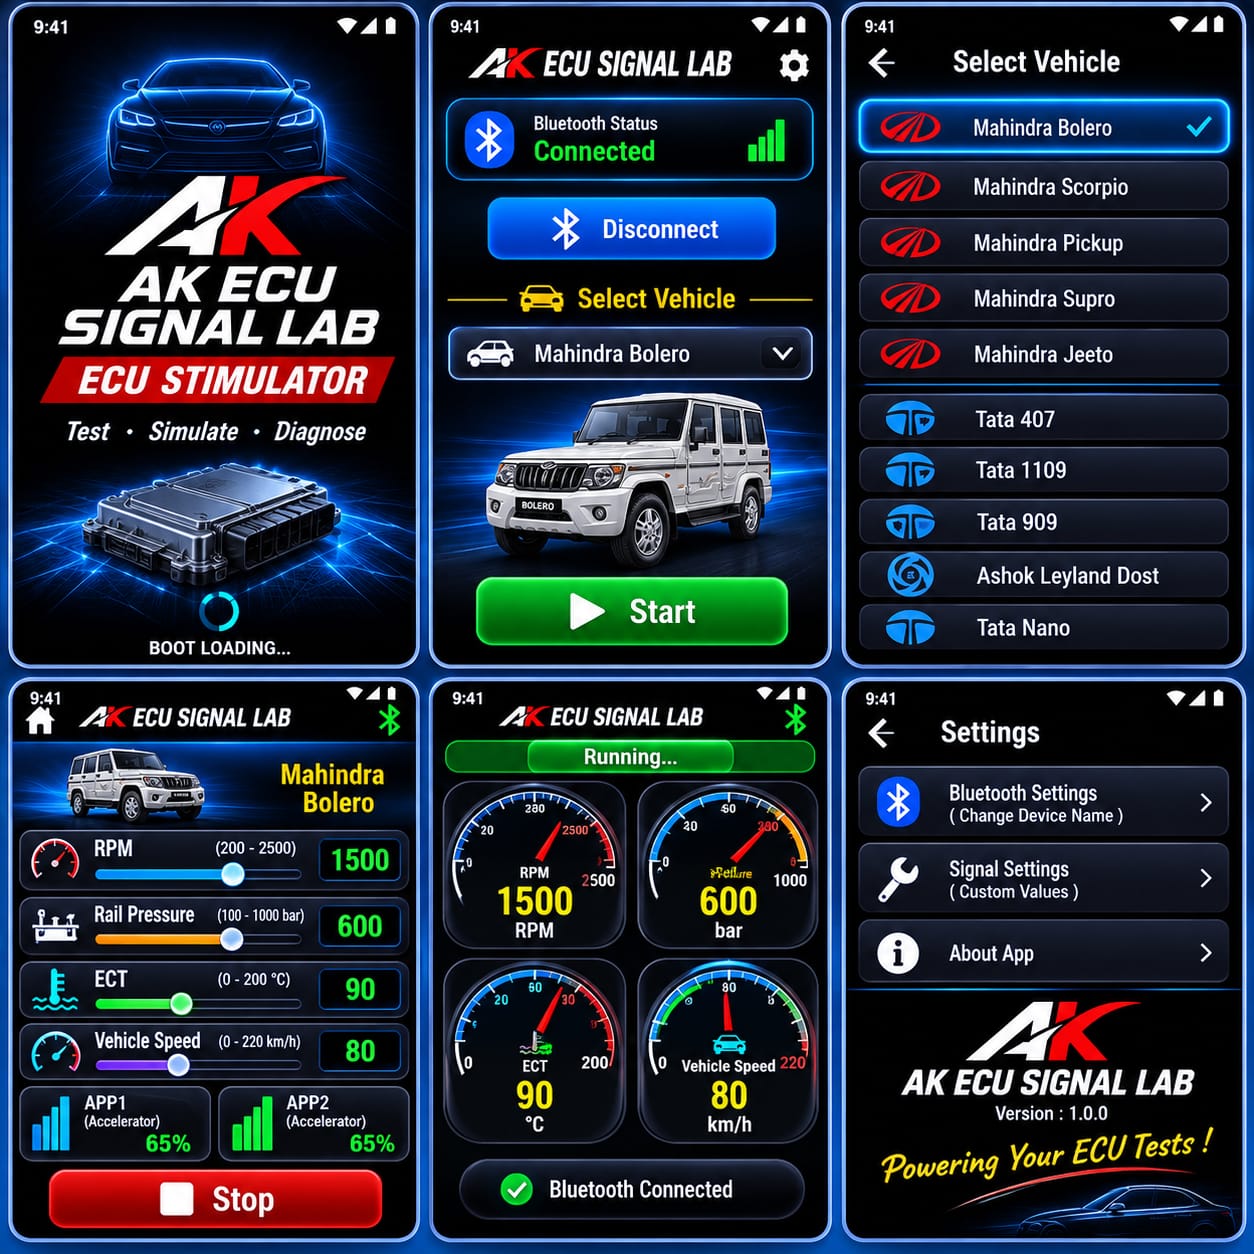 9:41
AK
AK ECU
SIGNAL LAB
ECU STIMULATOR
Test · Simulate · Diagnose
BOOT LOADING...
9:41
AK ECU SIGNAL LAB
Bluetooth Status
Connected
Disconnect
Select Vehicle
Mahindra Bolero
BOLERO
Start
9:41
Select Vehicle
Mahindra Bolero
Mahindra Scorpio
Mahindra Pickup
Mahindra Supro
Mahindra Jeeto
Tata 407
Tata 1109
Tata 909
Ashok Leyland Dost
Tata Nano
9:41
AK ECU SIGNAL LAB
Mahindra
Bolero
RPM (200 - 2500) 1500
Rail Pressure (100 - 1000 bar) 600
ECT (0 - 200 °C) 90
Vehicle Speed (0 - 220 km/h) 80
APP1
(Accelerator)
65%
APP2
(Accelerator)
65%
Stop
9:41
AK ECU SIGNAL LAB
Running...
0 20 280 2500
RPM
2500
1500
RPM
0 60
1000
600
bar
0 20 30 200
ECT
90
°C
0 80 220
Vehicle Speed
80
km/h
Bluetooth Connected
9:41
Settings
Bluetooth Settings
( Change Device Name )
Signal Settings
( Custom Values )
About App
AK
AK ECU SIGNAL LAB
Version : 1.0.0
Powering Your ECU Tests !